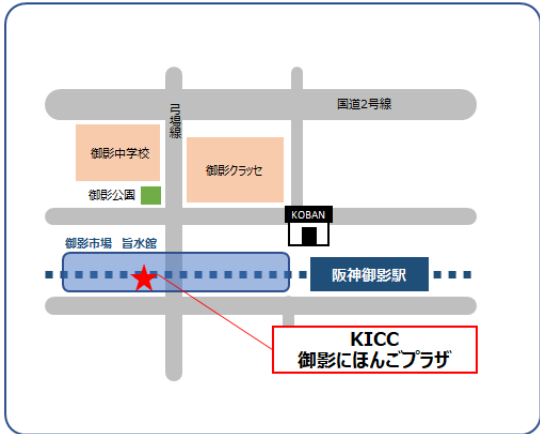 国道2号線
弓場線
御影中学校
御影クラッセ
御影公園
KOBAN
御影市場　旨水館
阪神御影駅
KICC
御影にほんごプラザ